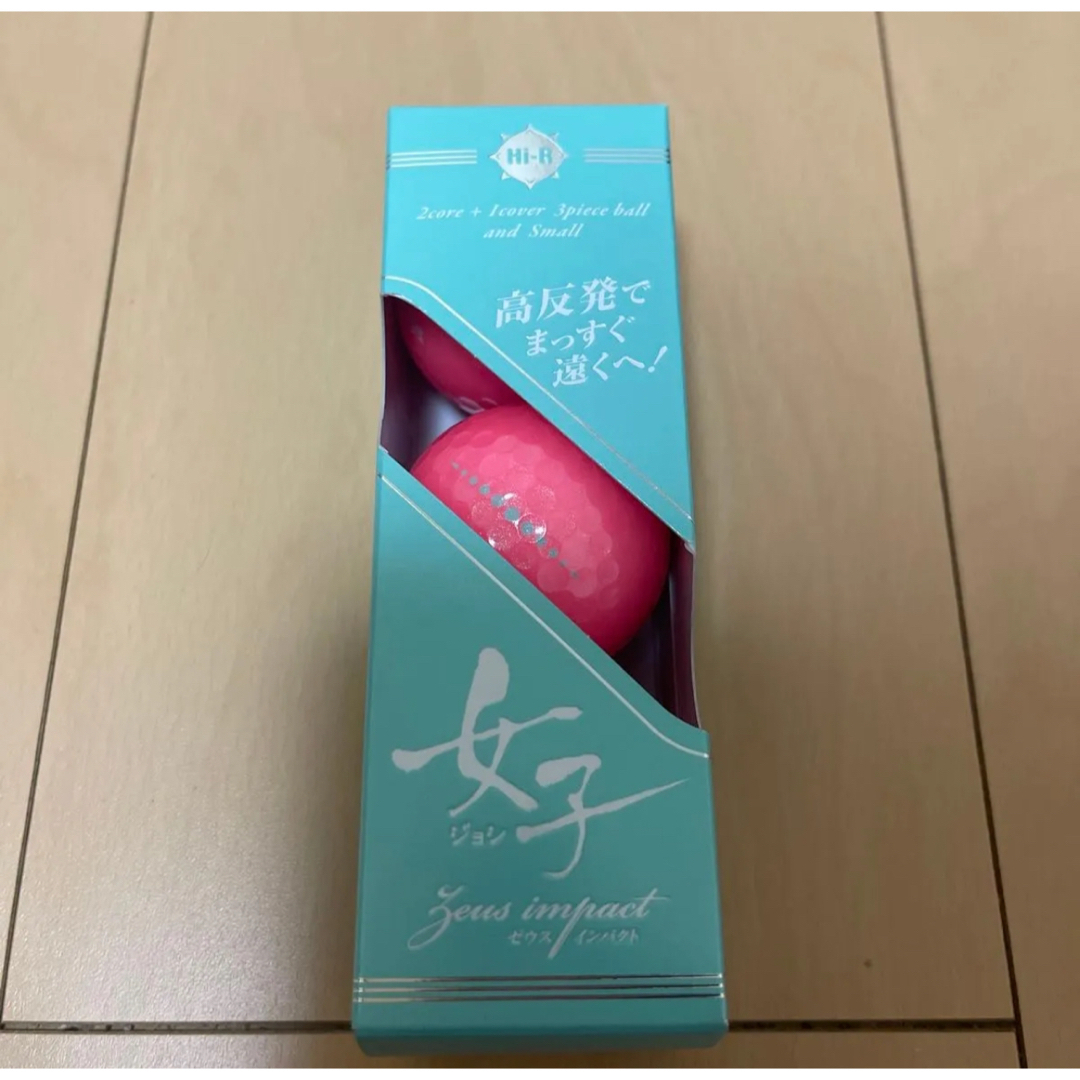 Hi-R
2core + 1cover 3piece ball
and Small
高反発で
まっすぐ
遠くへ!
女子
ジョシ
Zeus impact
ゼウス インパクト